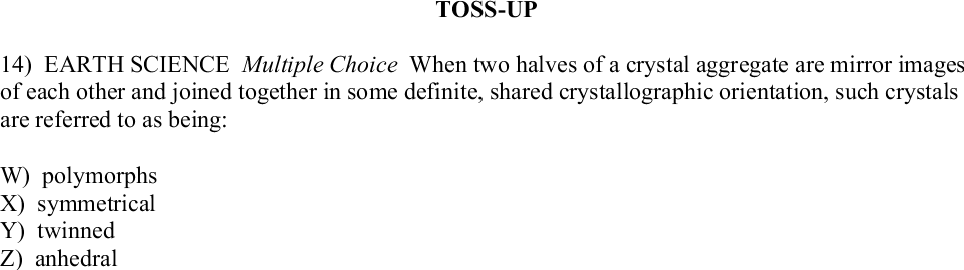 TOSS-UP
14) EARTH SCIENCE Multiple Choice When two halves of a crystal aggregate are mirror images
of each other and joined together in some definite, shared crystallographic orientation, such crystals
are referred to as being:
W) polymorphs
X) symmetrical
Y) twinned
Z) anhedral